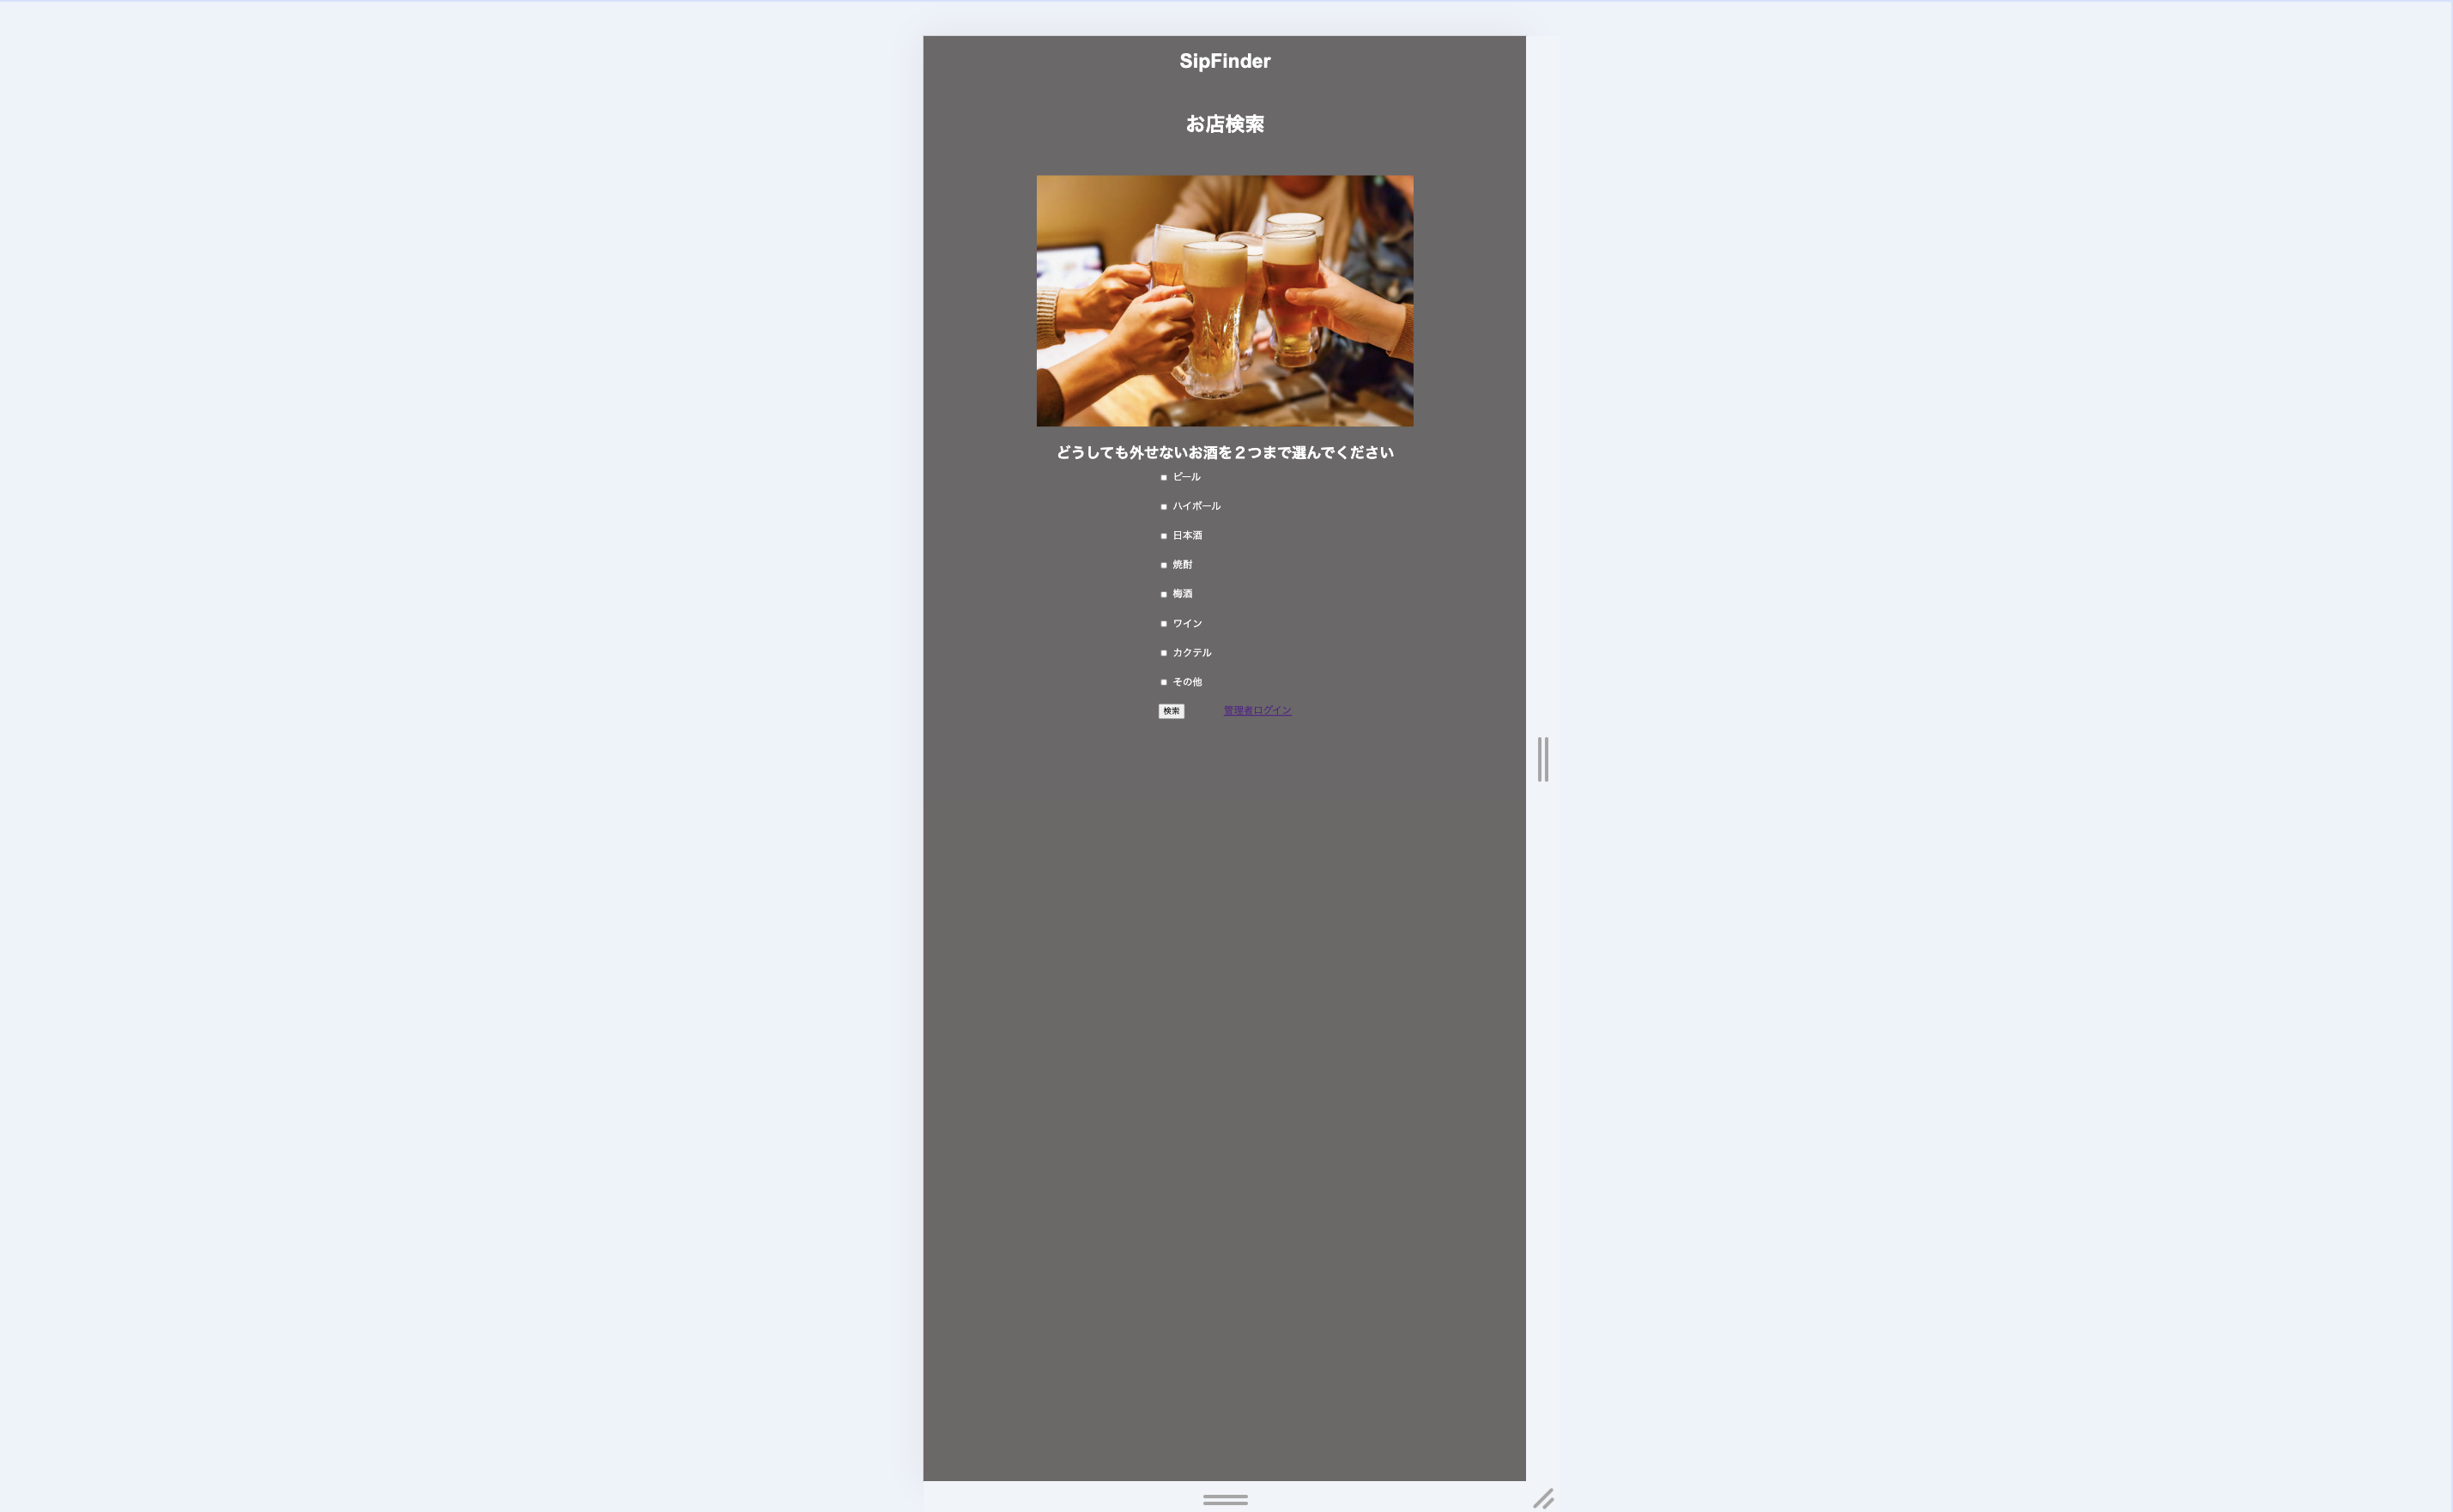 SipFinder
お店検索
どうしても外せないお酒を２つまで選んでください
ビール
ハイボール
日本酒
焼酎
梅酒
ワイン
カクテル
その他
検索 管理者ログイン